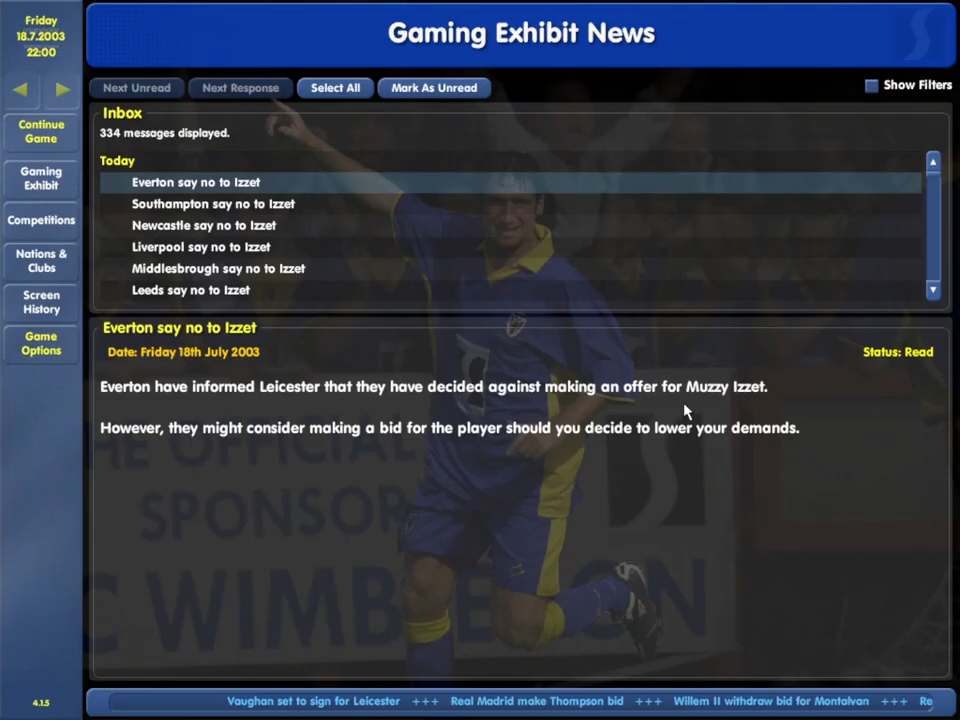 Friday
18.7.2003
22:00
Gaming Exhibit News
Next Unread
Next Response
Select All
Mark As Unread
Show Filters
Continue
Game
Gaming
Exhibit
Competitions
Nations &
Clubs
Screen
History
Game
Options
Inbox
334 messages displayed.
Today
Everton say no to Izzet
Southampton say no to Izzet
Newcastle say no to Izzet
Liverpool say no to Izzet
Middlesbrough say no to Izzet
Leeds say no to Izzet
Everton say no to Izzet
Date: Friday 18th July 2003
Status: Read
Everton have informed Leicester that they have decided against making an offer for Muzzy Izzet.
However, they might consider making a bid for the player should you decide to lower your demands.
THE OFFICIAL
SPONSOR
C WIMB
ON
4.1.5
Vaughan set to sign for Leicester +++ Real Madrid make Thompson bid +++ Willem II withdraw bid for Montalvan +++ Re